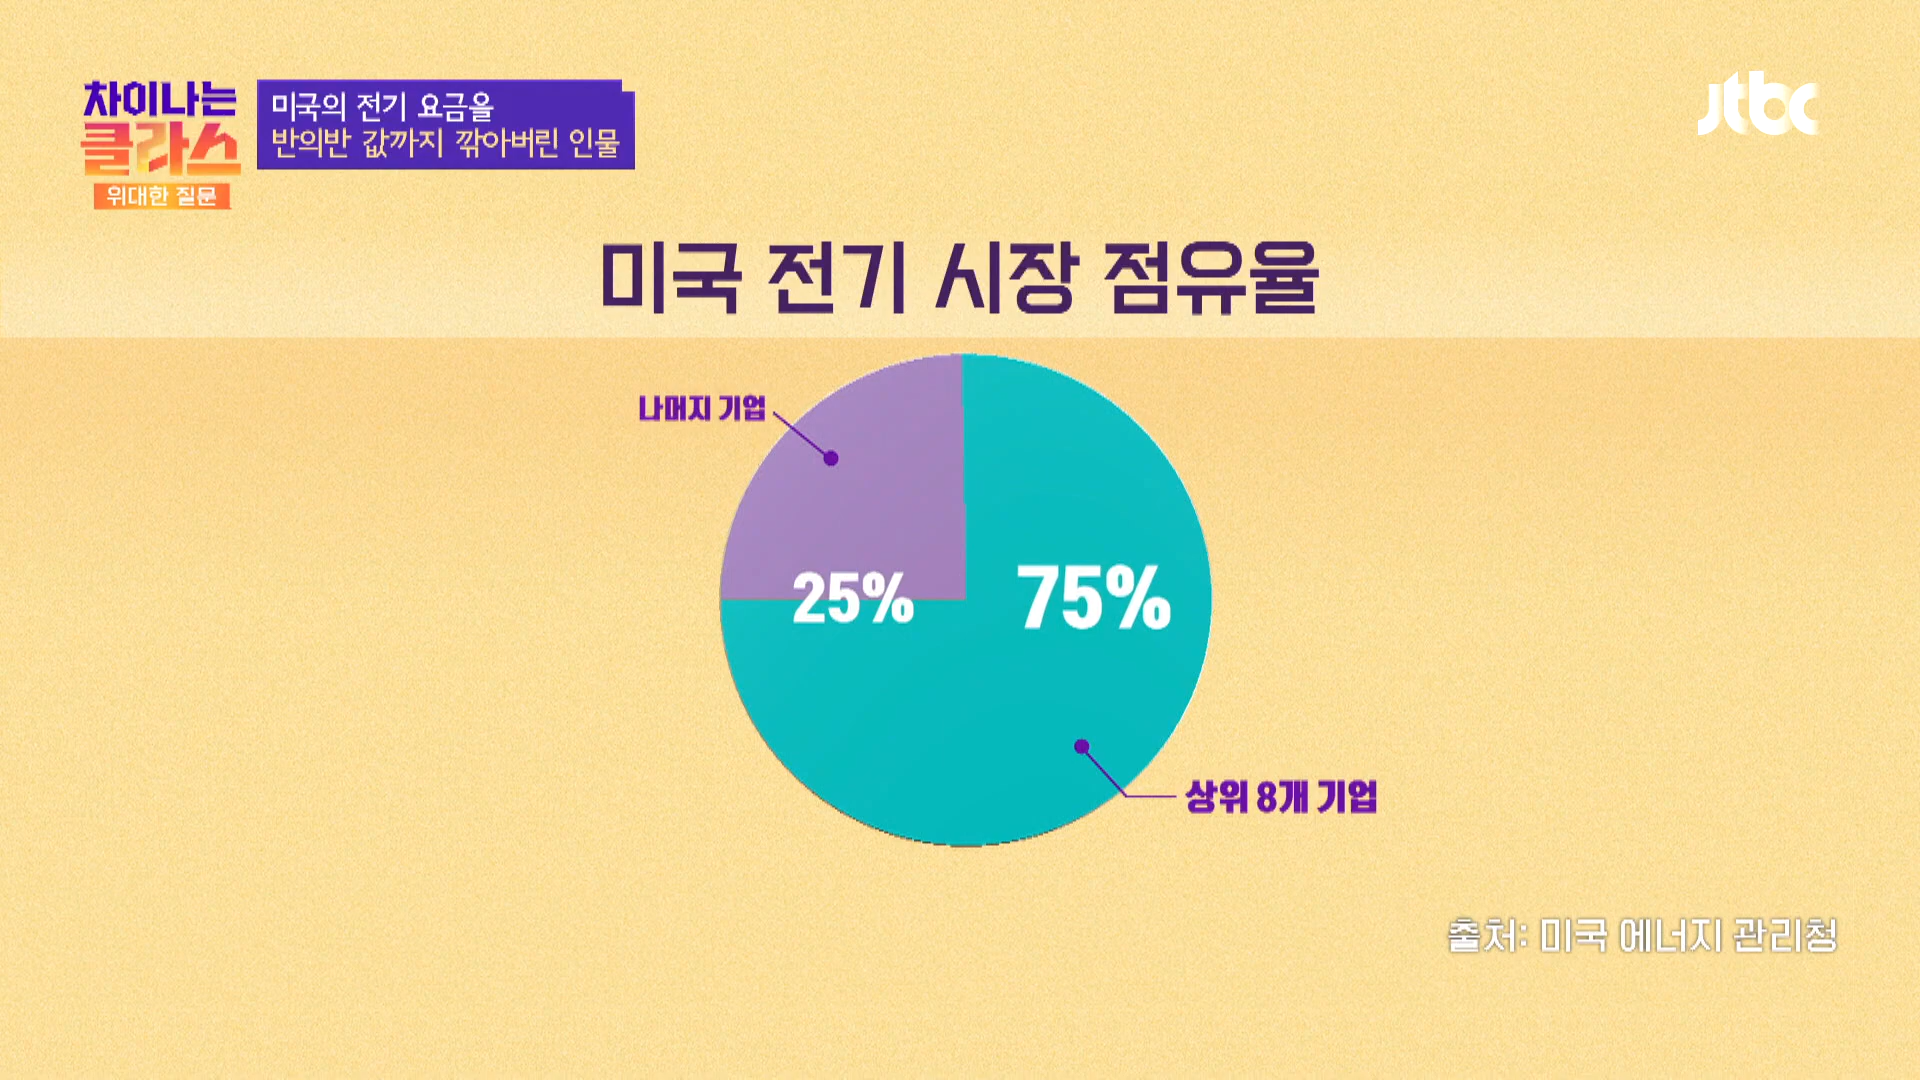 차이나는
클라스
위대한 질문
미국의 전기 요금을
반의반 값까지 깎아버린 인물
jtbc
미국 전기 시장 점유율
나머지 기업
25%
75%
상위 8개 기업
출처: 미국 에너지 관리청